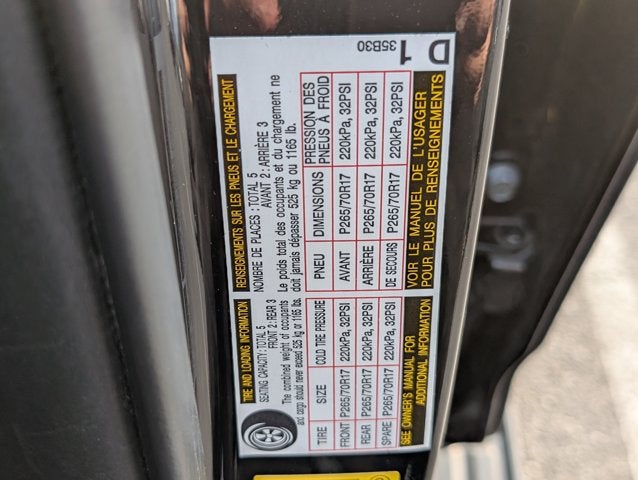 TIRE AND LOADING INFORMATION
SEATING CAPACITY: TOTAL 5
FRONT 2: REAR 3
The combined weight of occupants
and cargo should never exceed 525 kg or 1165 lbs.
TIRE SIZE COLD TIRE PRESSURE
FRONT P265/70R17 220kPa, 32PSI
REAR P265/70R17 220kPa, 32PSI
SPARE P265/70R17 220kPa, 32PSI
SEE OWNER'S MANUAL FOR
ADDITIONAL INFORMATION
RENSEIGNEMENTS SUR LES PNEUS ET LE CHARGEMENT
NOMBRE DE PLACES : TOTAL 5
AVANT 2 : ARRIÈRE 3
Le poids total des occupants et du chargement ne
doit jamais dépasser 525 kg ou 1165 lb.
PNEU DIMENSIONS PRESSION DES
PNEUS À FROID
AVANT P265/70R17 220kPa, 32PSI
ARRIÈRE P265/70R17 220kPa, 32PSI
DE SECOURS P265/70R17 220kPa, 32PSI
VOIR LE MANUEL DE L'USAGER
POUR PLUS DE RENSEIGNEMENTS
D 1
35B30